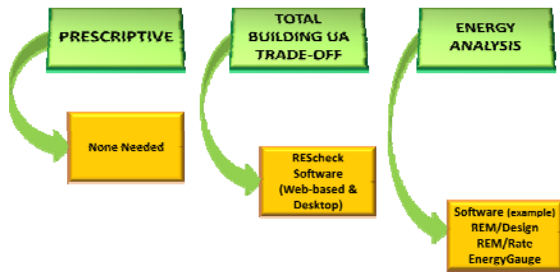 PRESCRIPTIVE
TOTAL
BUILDING UA
TRADE-OFF
ENERGY
ANALYSIS
None Needed
REScheck
Software
(Web-based &
Desktop)
Software (example)
REM/Design
REM/Rate
EnergyGauge